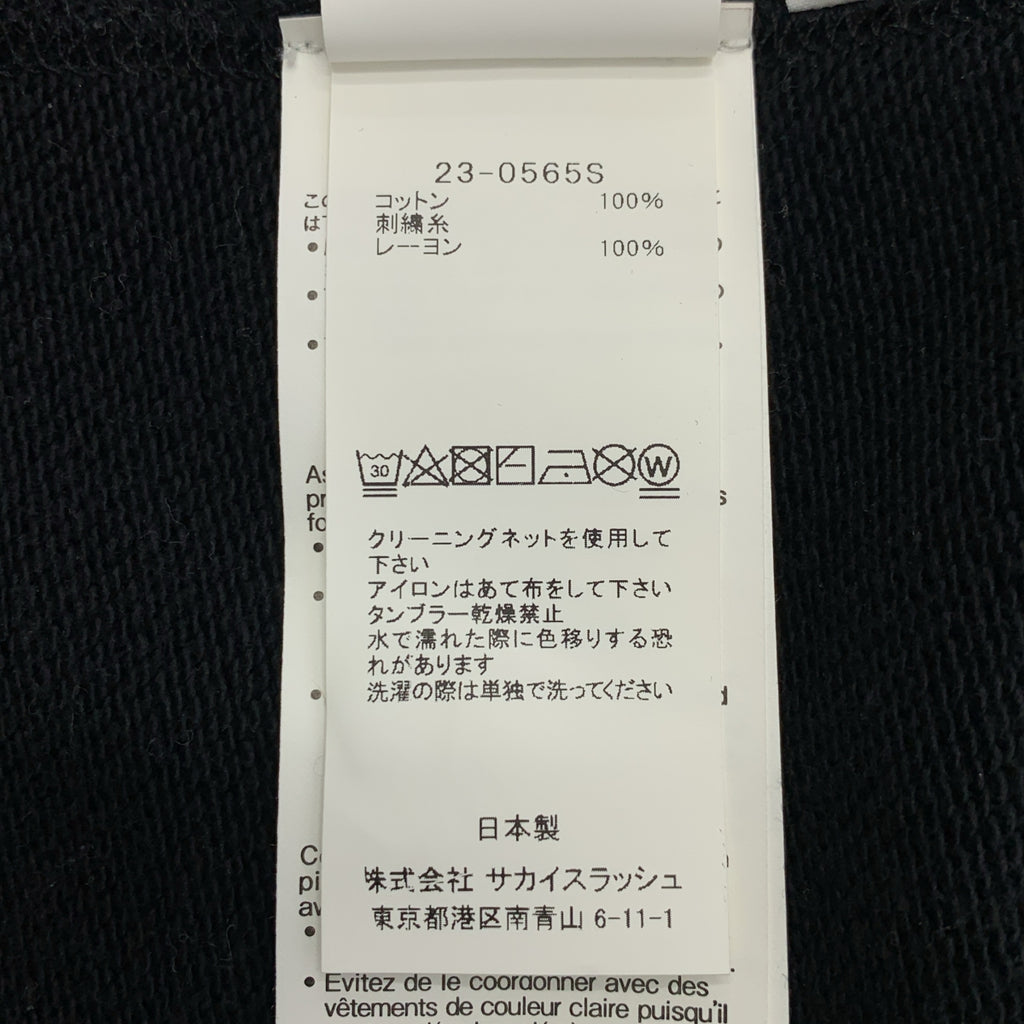 23-0565S
コットン 100%
刺繍糸
レーヨン 100%
30
W
クリーニングネットを使用して
下さい
アイロンはあて布をして下さい
タンブラー乾燥禁止
水で濡れた際に色移りする恐
れがあります
洗濯の際は単独で洗ってください
日本製
株式会社 サカイスラッシュ
東京都港区南青山 6-11-1
• Evitez de le coordonner avec des
vêtements de couleur claire puisqu'il